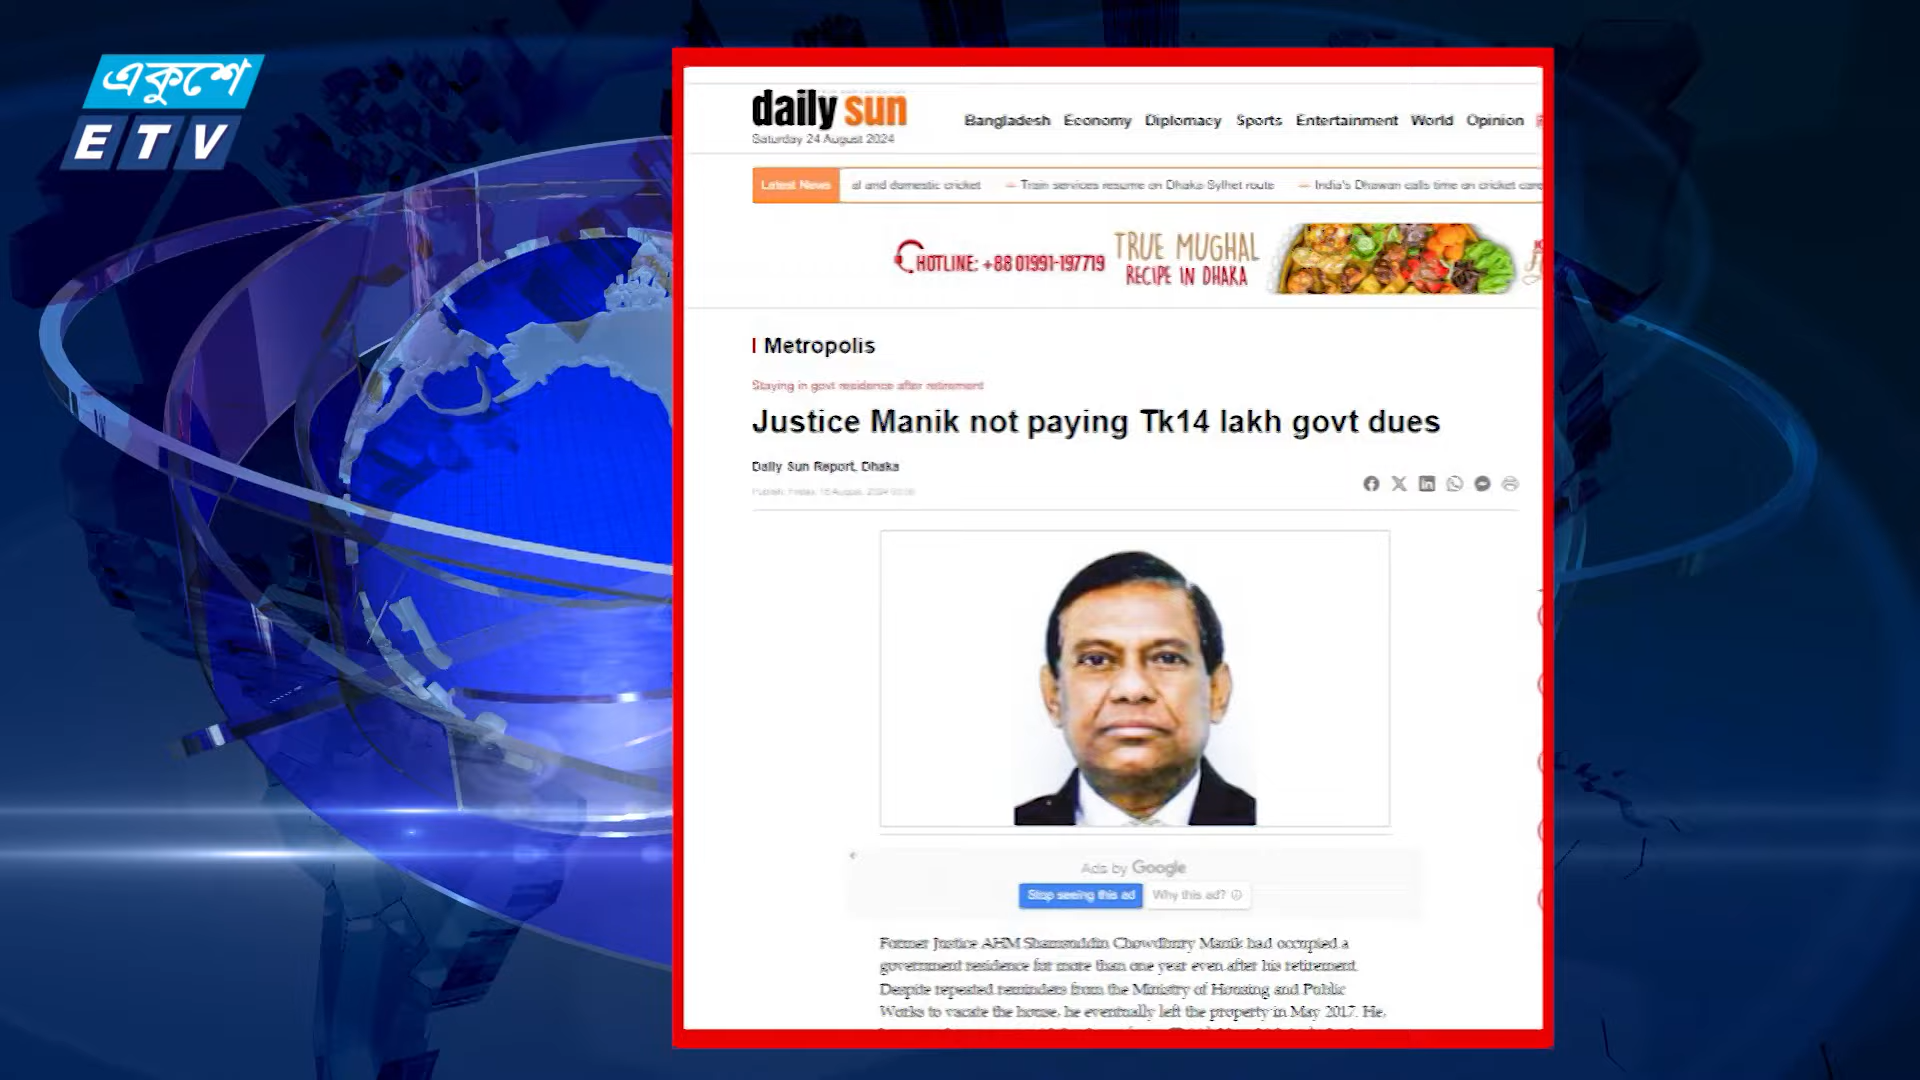 একুশে
ETV
daily sun
Saturday 24 August 2024
Bangladesh Economy Diplomacy Sports Entertainment World Opinion
Latest News al and domestic cricket — Train services resume on Dhaka-Sylhet route — India's Dhawan calls time on cricket care
HOTLINE: +88 01991-197719
TRUE MUGHAL
RECIPE IN DHAKA
Metropolis
Staying in govt residence after retirement
Justice Manik not paying Tk14 lakh govt dues
Daily Sun Report, Dhaka
Ads by Google
Stop seeing this ad Why this ad?
Former Justice AHM Shamsuddin Chowdhury Manik had occupied a
government residence for more than one year even after his retirement.
Despite repeated reminders from the Ministry of Housing and Public
Works to vacate the house, he eventually left the property in May 2017. He,